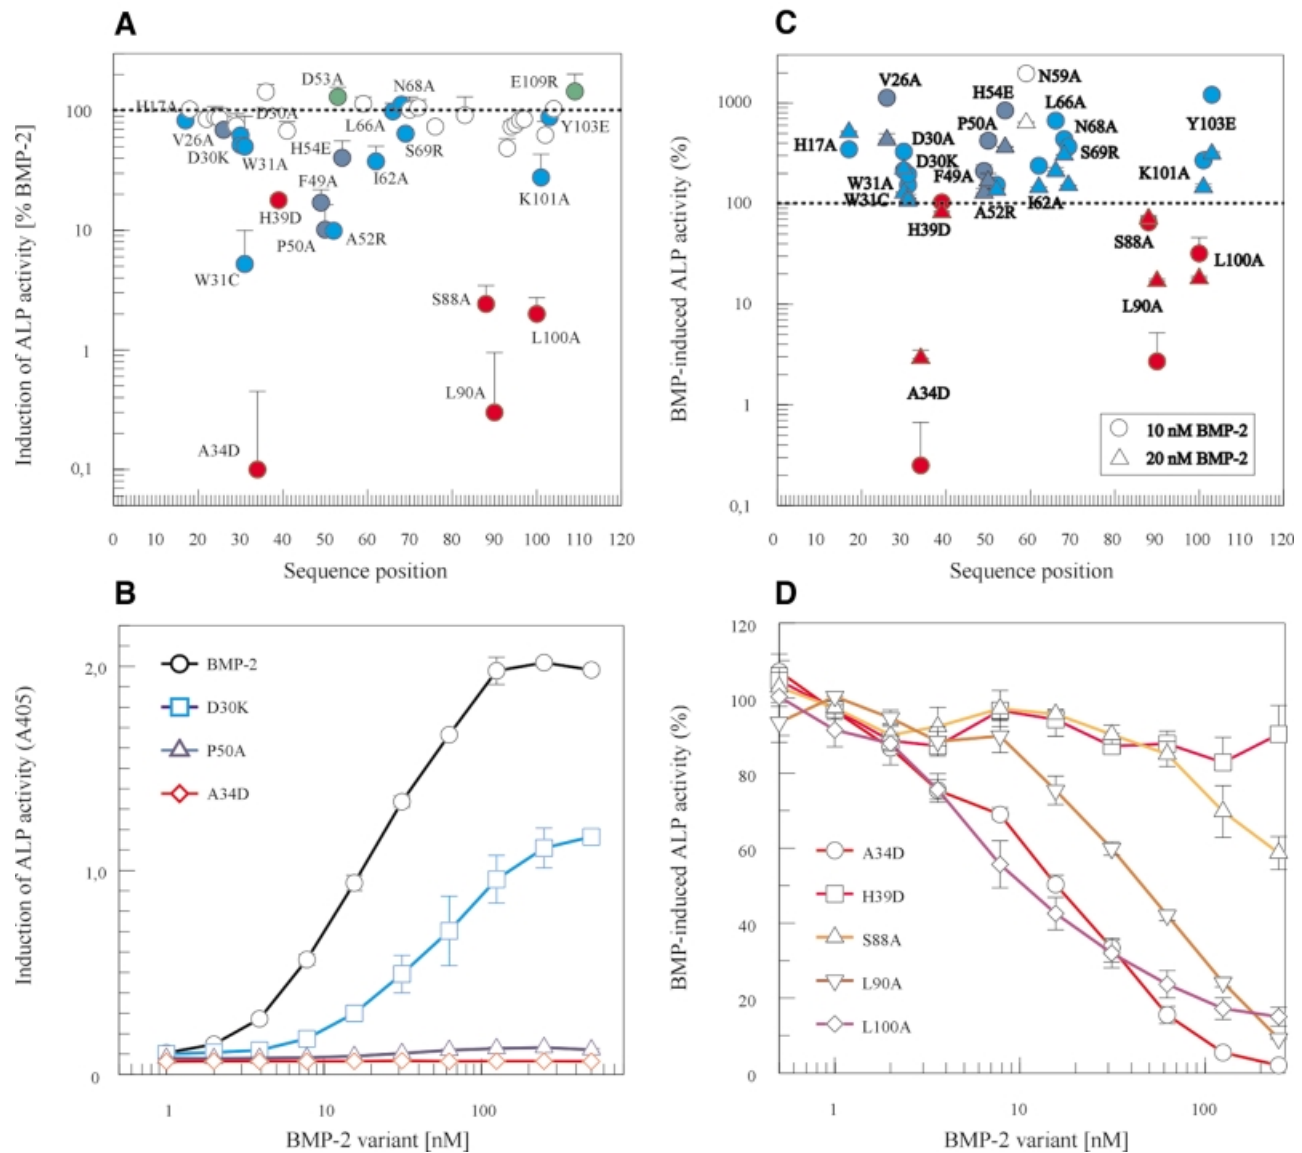 A
Induction of ALP activity [% BMP-2]
100
10
1
0,1
H17A
V26A
D30K
D30A
W31A
W31C
A34D
H39D
F49A
P50A
A52R
D53A
H54E
I62A
L66A
N68A
S69R
S88A
L90A
L100A
K101A
Y103E
E109R
0 10 20 30 40 50 60 70 80 90 100 110 120
Sequence position
C
BMP-induced ALP activity (%)
1000
100
10
1
0,1
H17A
V26A
D30A
D30K
W31A
W31C
A34D
H39D
F49A
P50A
A52R
H54E
N59A
I62A
L66A
N68A
S69R
S88A
L90A
L100A
K101A
Y103E
10 nM BMP-2
20 nM BMP-2
0 10 20 30 40 50 60 70 80 90 100 110 120
Sequence position
B
Induction of ALP activity (A405)
2,0
1,0
0
BMP-2
D30K
P50A
A34D
1 10 100
BMP-2 variant [nM]
D
BMP-induced ALP activity (%)
120
100
80
60
40
20
0
A34D
H39D
S88A
L90A
L100A
1 10 100
BMP-2 variant [nM]